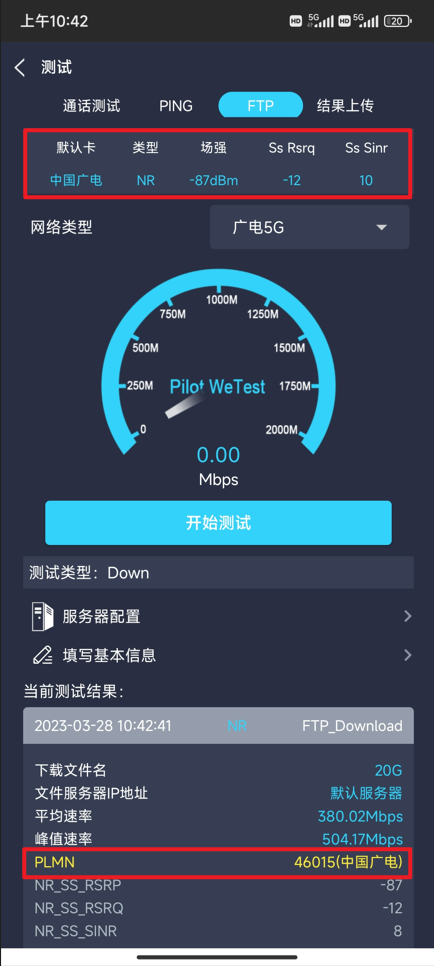 上午10:42 HD 5G HD 5G 20
测试
通话测试 PING FTP 结果上传
默认卡 类型 场强 Ss Rsrq Ss Sinr
中国广电 NR -87dBm -12 10
网络类型 广电5G
1000M
750M 1250M
500M 1500M
250M Pilot WeTest 1750M
0 2000M
0.00
Mbps
开始测试
测试类型：Down
服务器配置
填写基本信息
当前测试结果：
2023-03-28 10:42:41 NR FTP_Download
下载文件名 20G
文件服务器IP地址 默认服务器
平均速率 380.02Mbps
峰值速率 504.17Mbps
PLMN 46015(中国广电)
NR_SS_RSRP -87
NR_SS_RSRQ -12
NR_SS_SINR 8